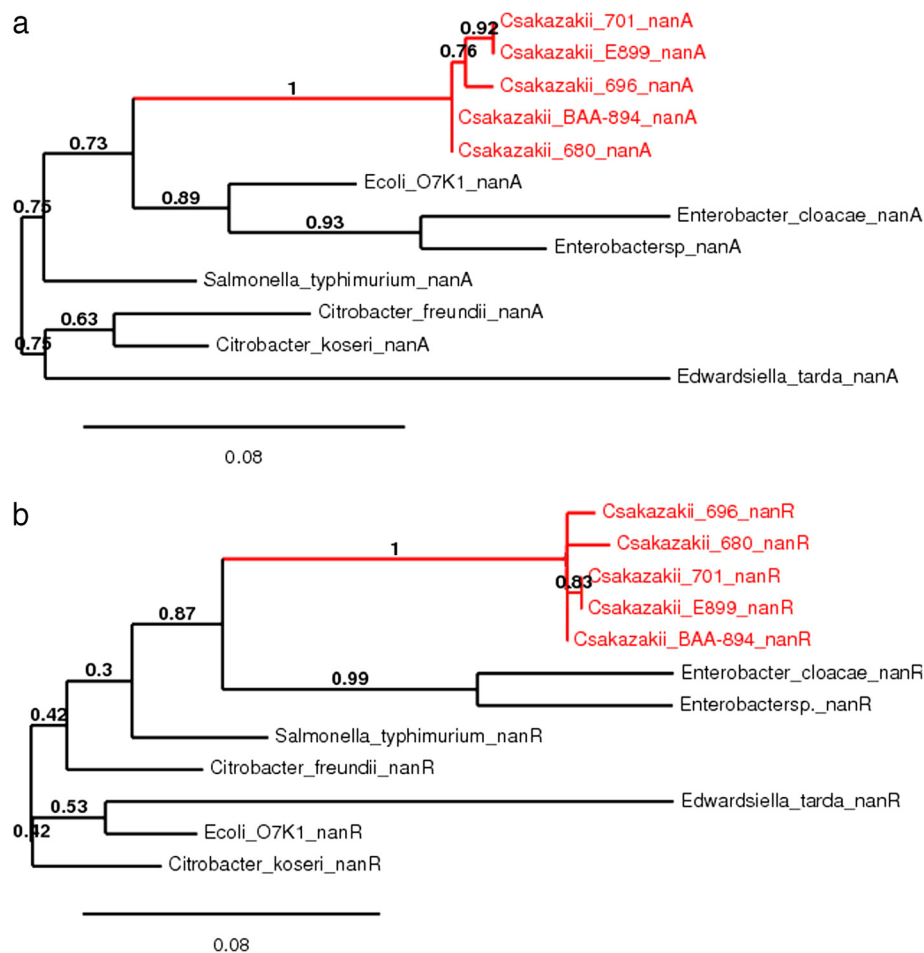 a
Csakazakii_701_nanA
0.92
Csakazakii_E899_nanA
0.76
Csakazakii_696_nanA
1
Csakazakii_BAA-894_nanA
0.73
Csakazakii_680_nanA
Ecoli_O7K1_nanA
0.89
0.75
Enterobacter_cloacae_nanA
0.93
Enterobactersp_nanA
Salmonella_typhimurium_nanA
Citrobacter_freundii_nanA
0.63
0.75
Citrobacter_koseri_nanA
Edwardsiella_tarda_nanA
0.08
b
Csakazakii_696_nanR
1
Csakazakii_680_nanR
Csakazakii_701_nanR
0.83
Csakazakii_E899_nanR
0.87
Csakazakii_BAA-894_nanR
0.3
Enterobacter_cloacae_nanR
0.99
Enterobactersp._nanR
0.42
Salmonella_typhimurium_nanR
Citrobacter_freundii_nanR
0.53
Edwardsiella_tarda_nanR
0.42
Ecoli_O7K1_nanR
Citrobacter_koseri_nanR
0.08